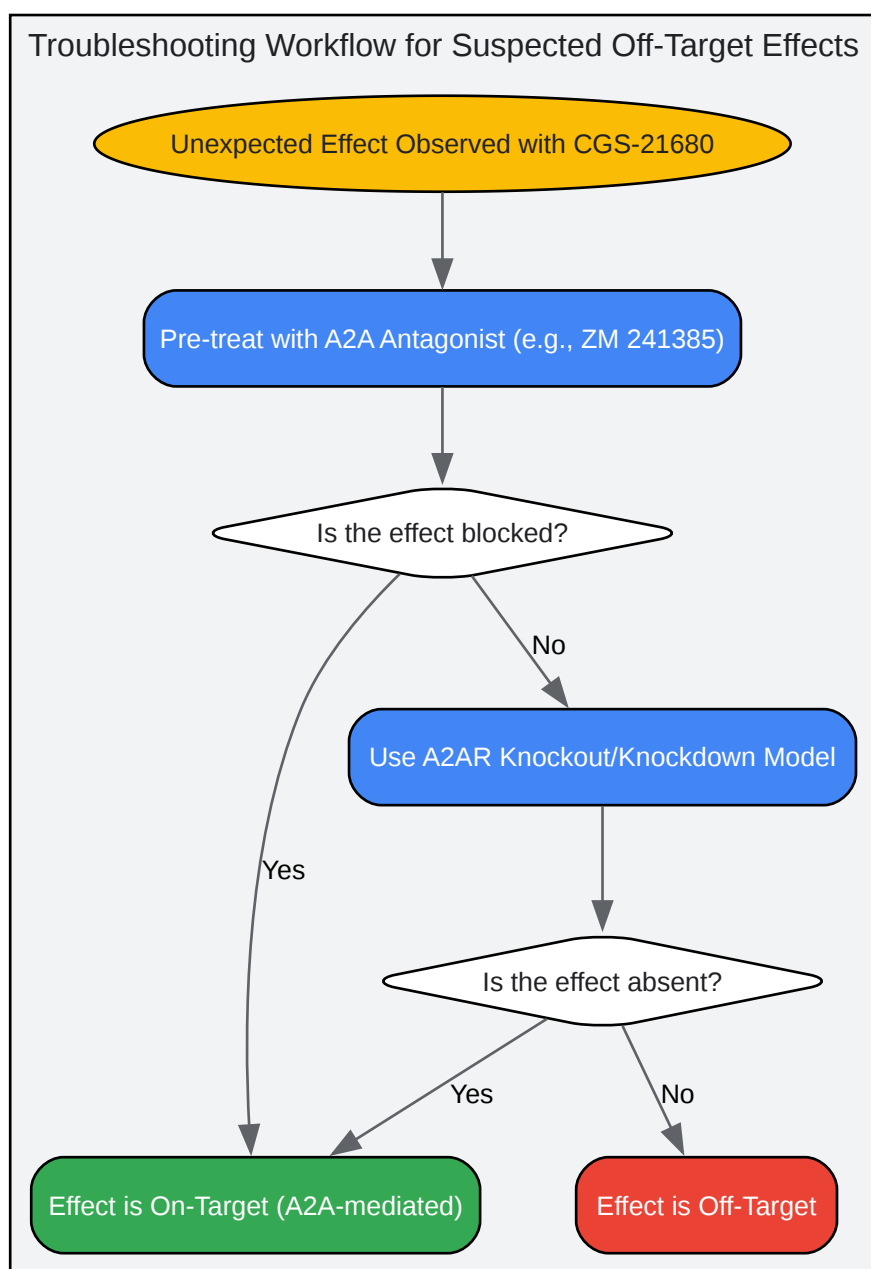 Troubleshooting Workflow for Suspected Off-Target Effects
Unexpected Effect Observed with CGS-21680
Pre-treat with A2A Antagonist (e.g., ZM 241385)
Is the effect blocked?
No
Use A2AR Knockout/Knockdown Model
Yes
Is the effect absent?
Yes
No
Effect is On-Target (A2A-mediated)
Effect is Off-Target